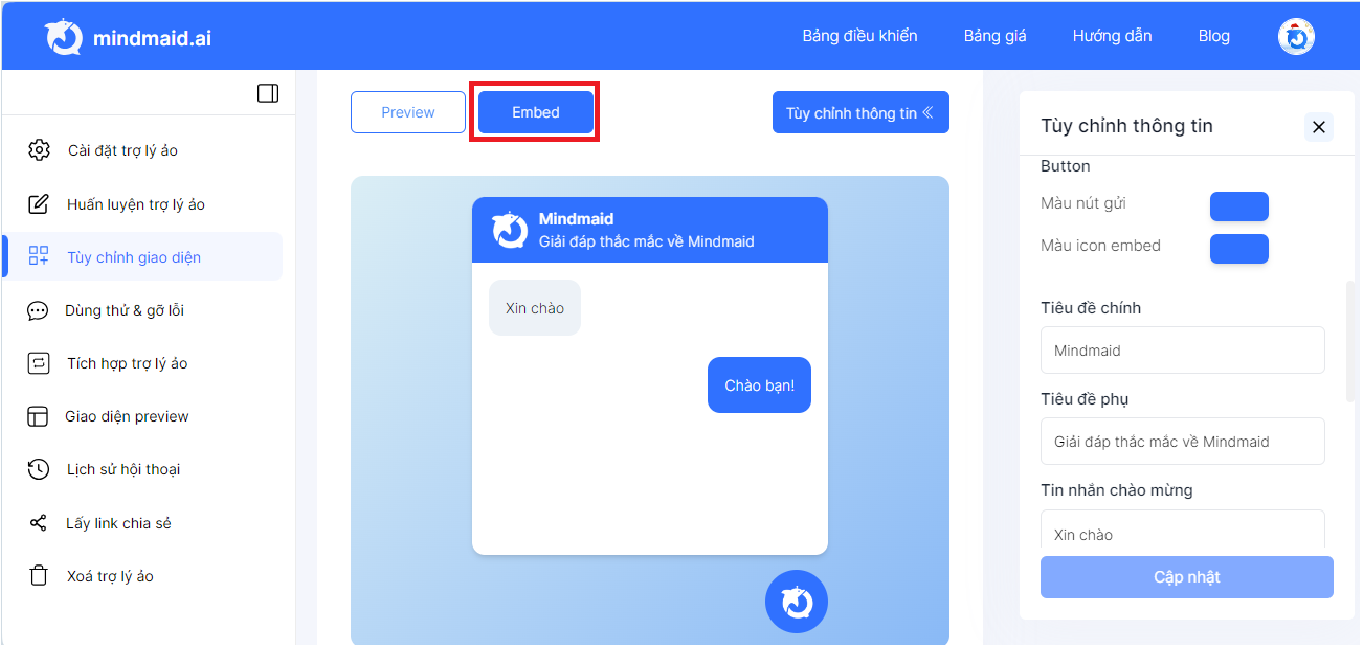 mindmaid.ai
Bảng điều khiển
Bảng giá
Hướng dẫn
Blog
Cài đặt trợ lý ảo
Huấn luyện trợ lý ảo
Tùy chỉnh giao diện
Dùng thử & gỡ lỗi
Tích hợp trợ lý ảo
Giao diện preview
Lịch sử hội thoại
Lấy link chia sẻ
Xoá trợ lý ảo
Preview
Embed
Tùy chỉnh thông tin
Mindmaid
Giải đáp thắc mắc về Mindmaid
Xin chào
Chào bạn!
Tùy chỉnh thông tin
Button
Màu nút gửi
Màu icon embed
Tiêu đề chính
Mindmaid
Tiêu đề phụ
Giải đáp thắc mắc về Mindmaid
Tin nhắn chào mừng
Xin chào
Cập nhật